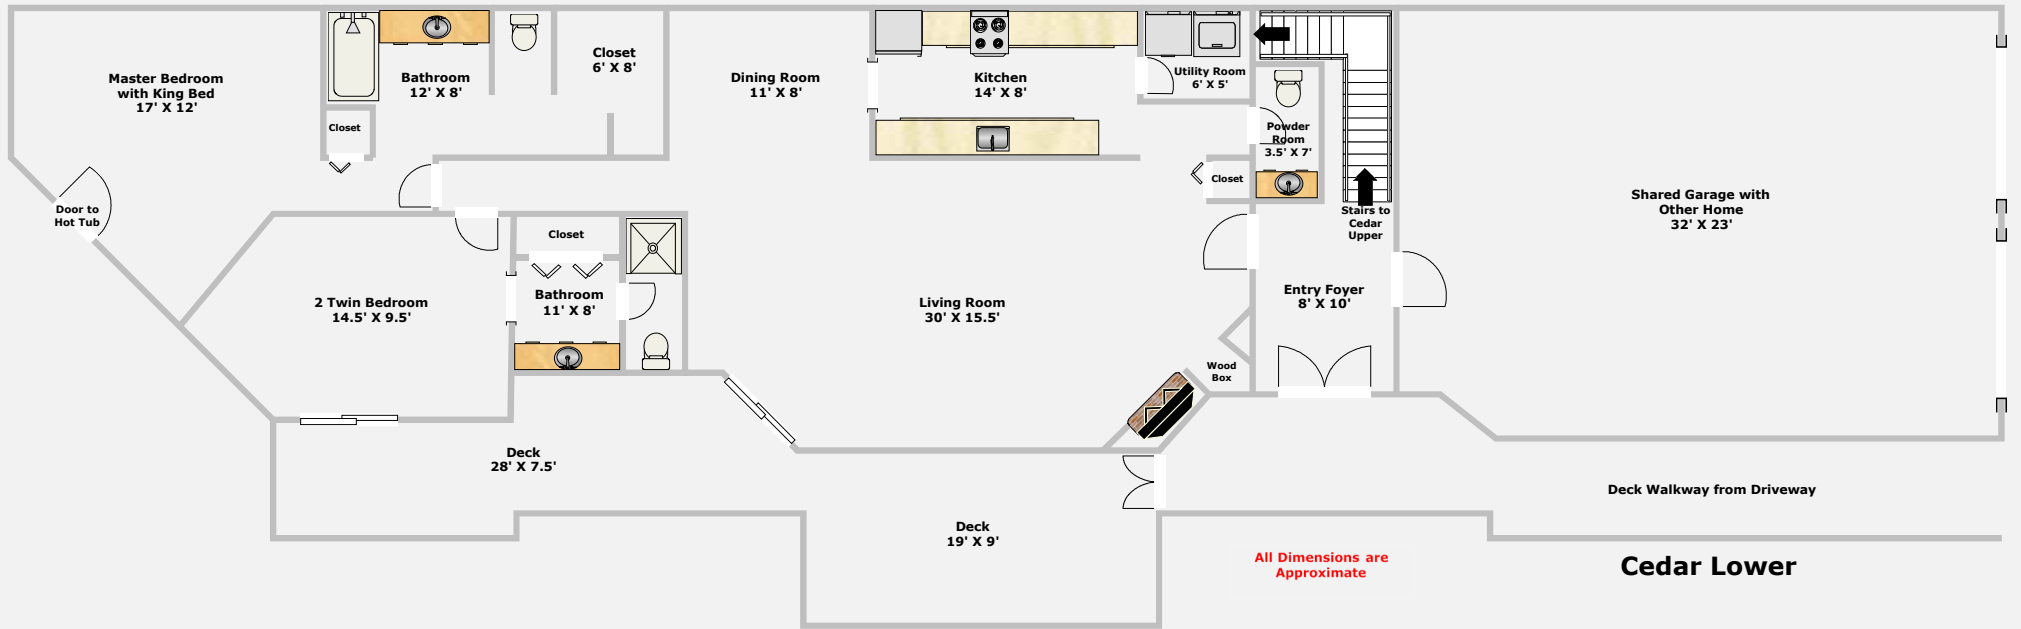 Master Bedroom
with King Bed
17' X 12'
Bathroom
12' X 8'
Closet
6' X 8'
Closet
Dining Room
11' X 8'
Kitchen
14' X 8'
Utility Room
6' X 5'
Powder
Room
3.5' X 7'
Closet
Stairs to
Cedar
Upper
Shared Garage with
Other Home
32' X 23'
Door to
Hot Tub
Closet
2 Twin Bedroom
14.5' X 9.5'
Bathroom
11' X 8'
Living Room
30' X 15.5'
Entry Foyer
8' X 10'
Wood
Box
Deck
28' X 7.5'
Deck
19' X 9'
Deck Walkway from Driveway
All Dimensions are
Approximate
Cedar Lower